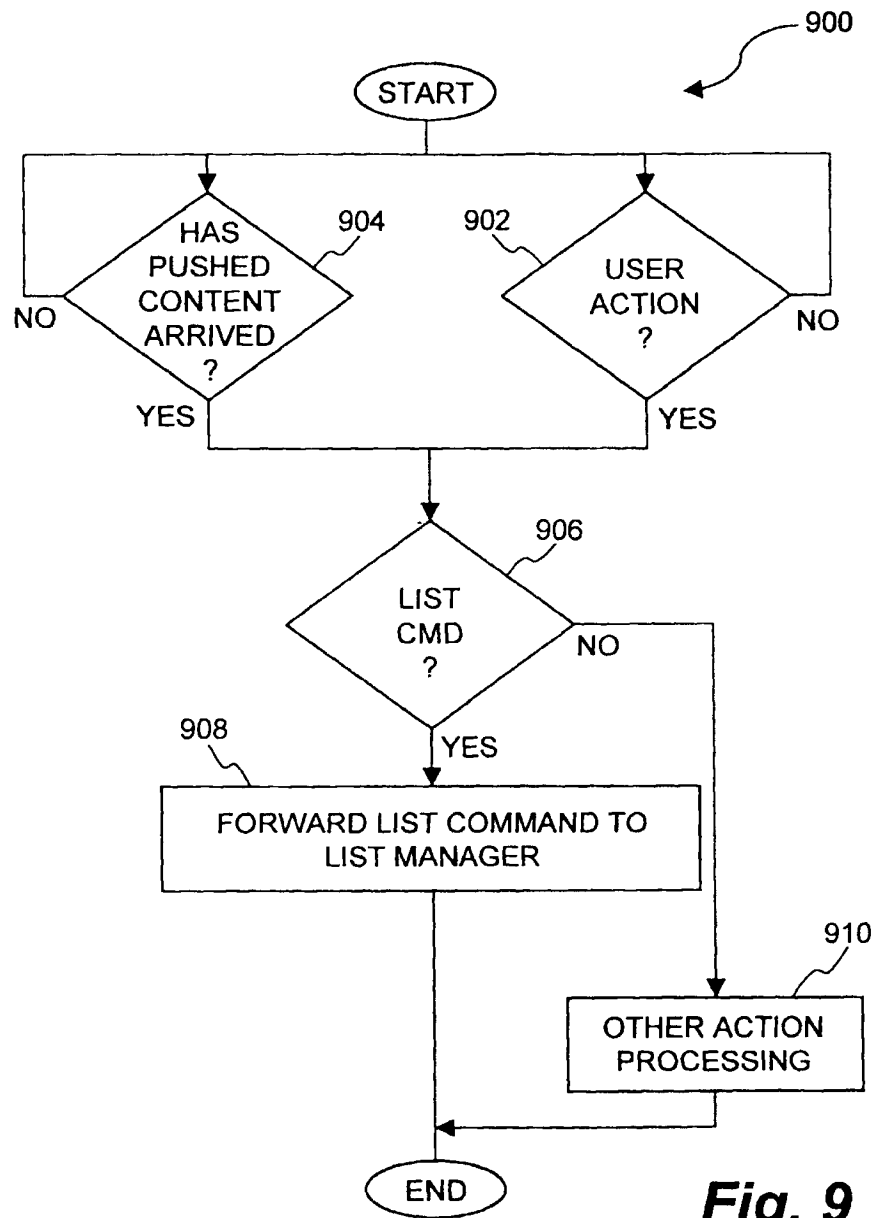 900
START
HAS
PUSHED
CONTENT
ARRIVED
?
904
NO
YES
902
USER
ACTION
?
NO
YES
906
LIST
CMD
?
NO
YES
908
FORWARD LIST COMMAND TO
LIST MANAGER
910
OTHER ACTION
PROCESSING
END
Fig. 9